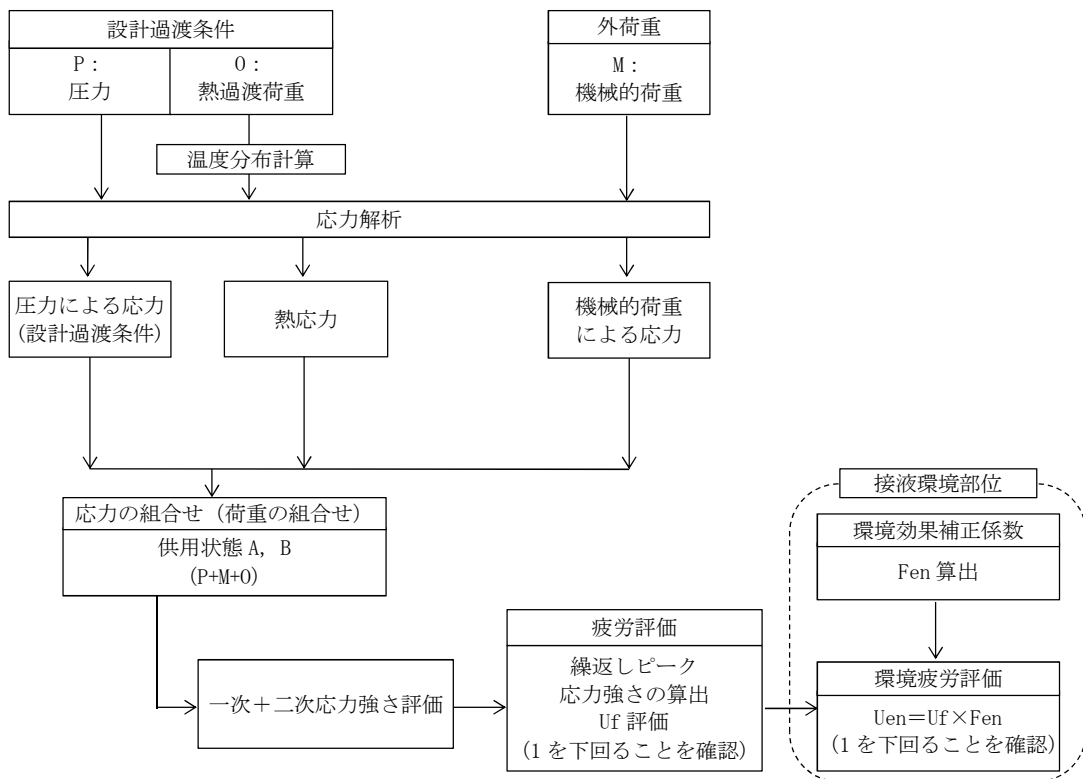 設計過渡条件
P：
圧力
O：
熱過渡荷重
外荷重
M：
機械的荷重
温度分布計算
応力解析
圧力による応力
(設計過渡条件)
熱応力
機械的荷重
による応力
応力の組合せ（荷重の組合せ）
供用状態 A, B
(P+M+O)
一次＋二次応力強さ評価
疲労評価
繰返しピーク
応力強さの算出
Uf 評価
（1 を下回ることを確認）
接液環境部位
環境効果補正係数
Fen 算出
環境疲労評価
Uen＝Uf×Fen
（1 を下回ることを確認）